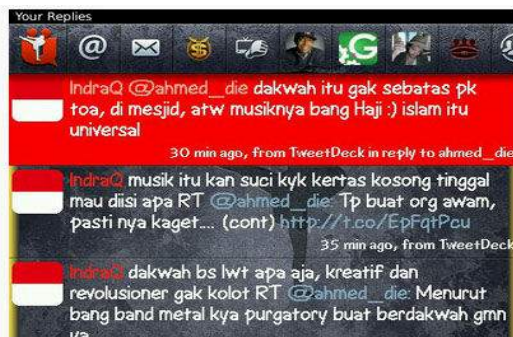 Your Replies
IndraQ @ahmed_die dakwah itu gak sebatas pk
toa, di mesjid, atw musiknya bang Haji :) islam itu
universal
30 min ago, from TweetDeck in reply to ahmed_die
IndraQ musik itu kan suci kyk kertas kosong tinggal
mau diisi apa RT @ahmed_die: Tp buat org awam,
pasti nya kaget.... (cont) http://t.co/EpFqtPcu
35 min ago, from TweetDeck
IndraQ dakwah bs lwt apa aja, kreatif dan
revolusioner gak kolot RT @ahmed_die: Menurut
bang band metal kya purgatory buat berdakwah gmn
ya